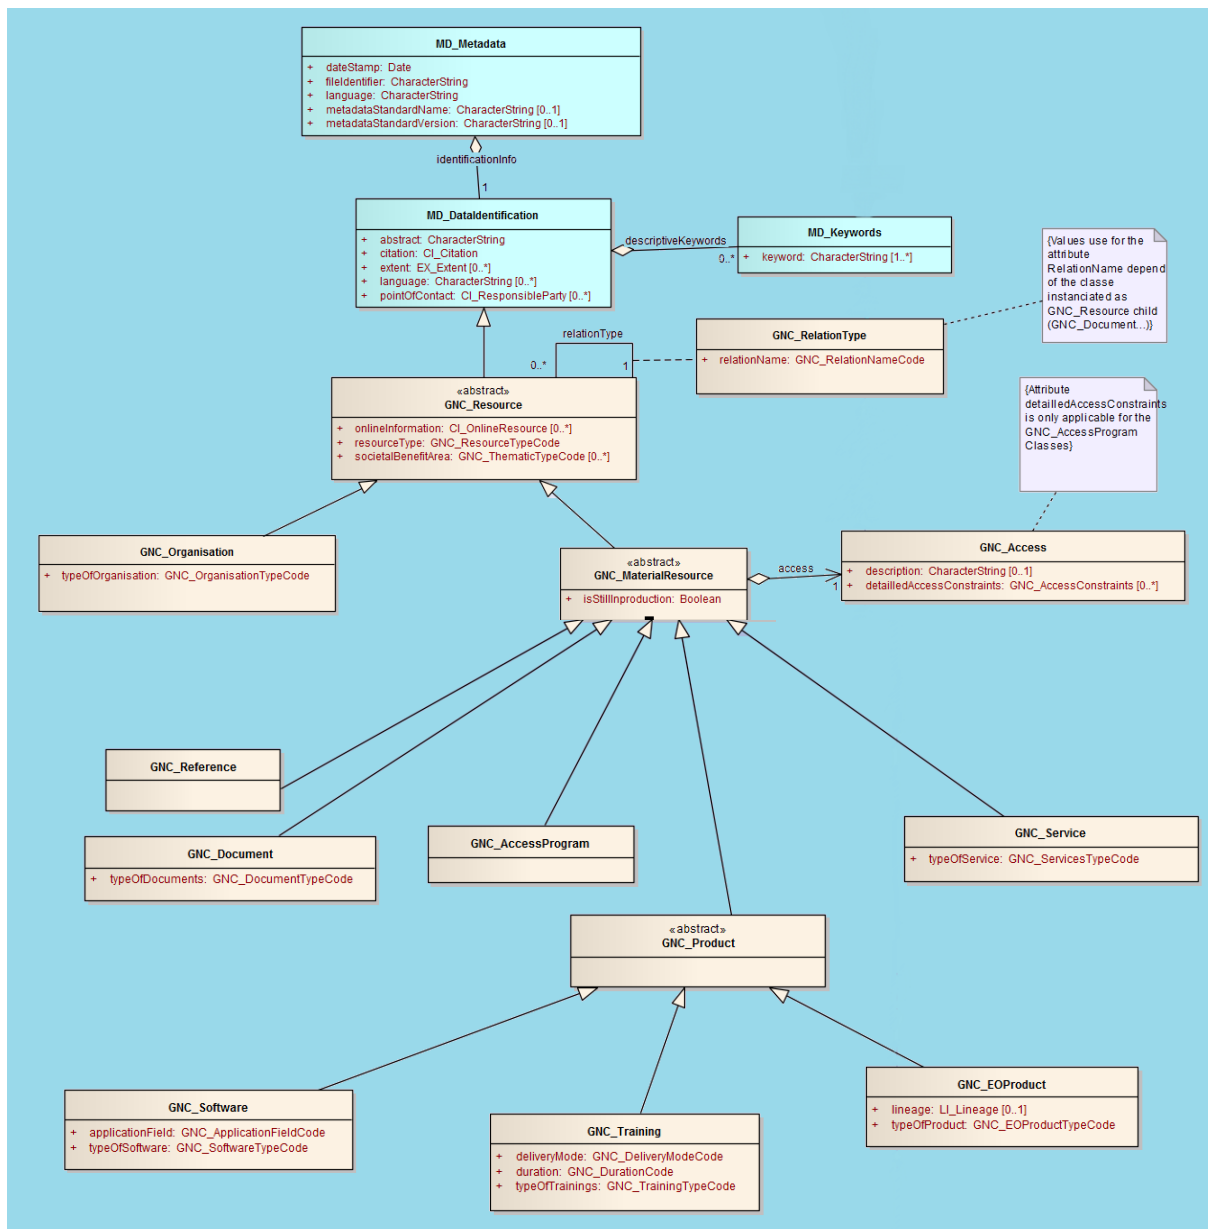 MD_Metadata
+ dateStamp: Date
+ fileIdentifier: CharacterString
+ language: CharacterString
+ metadataStandardName: CharacterString [0..1]
+ metadataStandardVersion: CharacterString [0..1]
identificationInfo
1
MD_DataIdentification
+ abstract: CharacterString
+ citation: CI_Citation
+ extent: EX_Extent [0..*]
+ language: CharacterString [0..*]
+ pointOfContact: CI_ResponsibleParty [0..*]
descriptiveKeywords
0..*
MD_Keywords
+ keyword: CharacterString [1..*]
{Values use for the
attribute
RelationName depend
of the classe
instanciated as
GNC_Resource child
(GNC_Document...)}
relationType
0..*
1
GNC_RelationType
+ relationName: GNC_RelationNameCode
«abstract»
GNC_Resource
+ onlineInformation: CI_OnlineResource [0..*]
+ resourceType: GNC_ResourceTypeCode
+ societalBenefitArea: GNC_ThematicTypeCode [0..*]
{Attribute
detailledAccessConstraints
is only applicable for the
GNC_AccessProgram
Classes}
GNC_Organisation
+ typeOfOrganisation: GNC_OrganisationTypeCode
«abstract»
GNC_MaterialResource
+ isStillInproduction: Boolean
access
1
GNC_Access
+ description: CharacterString [0..1]
+ detailledAccessConstraints: GNC_AccessConstraints [0..*]
GNC_Reference
GNC_Document
+ typeOfDocuments: GNC_DocumentTypeCode
GNC_AccessProgram
GNC_Service
+ typeOfService: GNC_ServicesTypeCode
«abstract»
GNC_Product
GNC_Software
+ applicationField: GNC_ApplicationFieldCode
+ typeOfSoftware: GNC_SoftwareTypeCode
GNC_Training
+ deliveryMode: GNC_DeliveryModeCode
+ duration: GNC_DurationCode
+ typeOfTrainings: GNC_TrainingTypeCode
GNC_EOProduct
+ lineage: LI_Lineage [0..1]
+ typeOfProduct: GNC_EOProductTypeCode